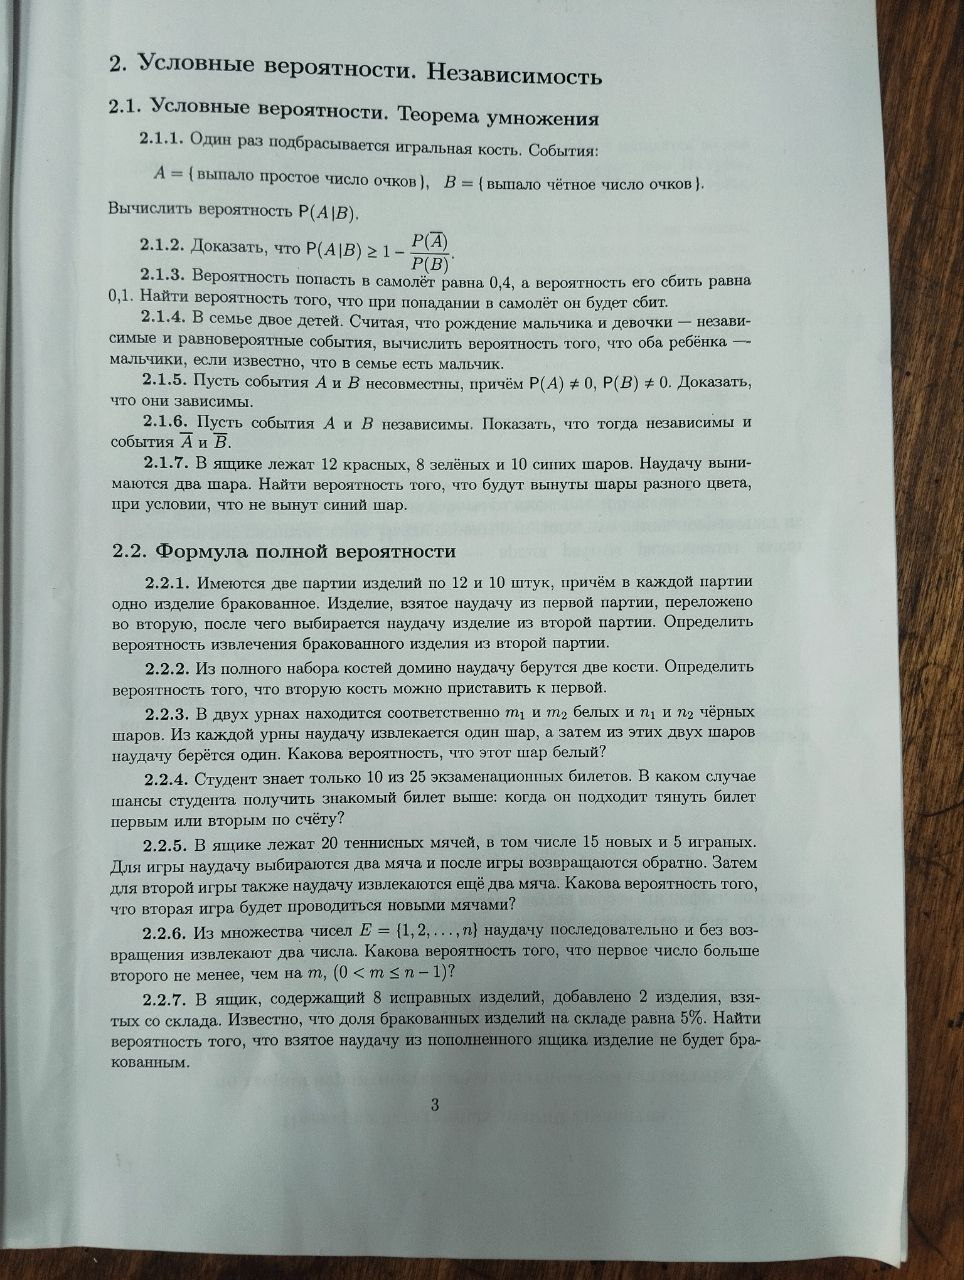 2. Условные вероятности. Независимость
2.1. Условные вероятности. Теорема умножения
2.1.1. Один раз подбрасывается игральная кость. События:
A = {выпало простое число очков}, B = {выпало чётное число очков}.
Вычислить вероятность P(A|B).
2.1.2. Доказать, что P(A|B) ≥ 1 − P(A̅)/P(B).
2.1.3. Вероятность попасть в самолёт равна 0,4, а вероятность его сбить равна
0,1. Найти вероятность того, что при попадании в самолёт он будет сбит.
2.1.4. В семье двое детей. Считая, что рождение мальчика и девочки — незави-
симые и равновероятные события, вычислить вероятность того, что оба ребёнка —
мальчики, если известно, что в семье есть мальчик.
2.1.5. Пусть события A и B несовместны, причём P(A) ≠ 0, P(B) ≠ 0. Доказать,
что они зависимы.
2.1.6. Пусть события A и B независимы. Показать, что тогда независимы и
события A̅ и B̅.
2.1.7. В ящике лежат 12 красных, 8 зелёных и 10 синих шаров. Наудачу выни-
маются два шара. Найти вероятность того, что будут вынуты шары разного цвета,
при условии, что не вынут синий шар.
2.2. Формула полной вероятности
2.2.1. Имеются две партии изделий по 12 и 10 штук, причём в каждой партии
одно изделие бракованное. Изделие, взятое наудачу из первой партии, переложено
во вторую, после чего выбирается наудачу изделие из второй партии. Определить
вероятность извлечения бракованного изделия из второй партии.
2.2.2. Из полного набора костей домино наудачу берутся две кости. Определить
вероятность того, что вторую кость можно приставить к первой.
2.2.3. В двух урнах находится соответственно m₁ и m₂ белых и n₁ и n₂ чёрных
шаров. Из каждой урны наудачу извлекается один шар, а затем из этих двух шаров
наудачу берётся один. Какова вероятность, что этот шар белый?
2.2.4. Студент знает только 10 из 25 экзаменационных билетов. В каком случае
шансы студента получить знакомый билет выше: когда он подходит тянуть билет
первым или вторым по счёту?
2.2.5. В ящике лежат 20 теннисных мячей, в том числе 15 новых и 5 играных.
Для игры наудачу выбираются два мяча и после игры возвращаются обратно. Затем
для второй игры также наудачу извлекаются ещё два мяча. Какова вероятность того,
что вторая игра будет проводиться новыми мячами?
2.2.6. Из множества чисел E = {1, 2, . . . , n} наудачу последовательно и без воз-
вращения извлекают два числа. Какова вероятность того, что первое число больше
второго не менее, чем на m, (0 < m ≤ n − 1)?
2.2.7. В ящик, содержащий 8 исправных изделий, добавлено 2 изделия, взя-
тых со склада. Известно, что доля бракованных изделий на складе равна 5%. Найти
вероятность того, что взятое наудачу из пополненного ящика изделие не будет бра-
кованным.
3